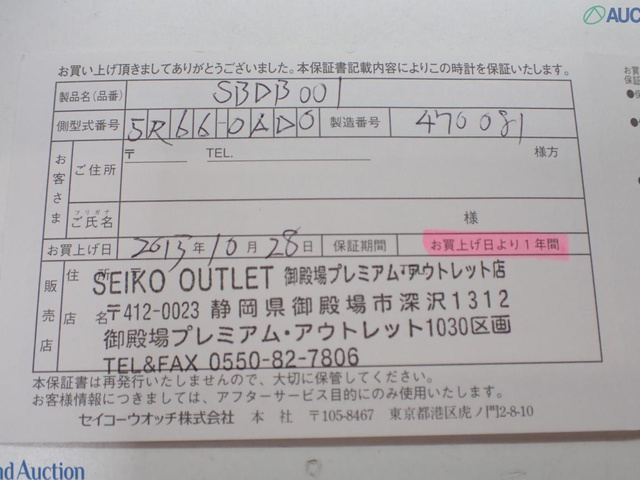 AUC
お買い上げ頂きましてありがとうございました。本保証書記載内容によりこの時計を保証いたします。
製品名(品番) SBDB001
側型式番号 5R66-0AD0 製造番号 470081
お客さま ご住所 〒 TEL. 様方
フリガナ
ご氏名 様
お買上げ日 2013年10月28日 保証期間 お買上げ日より1年間
販売店 住所 店名
SEIKO OUTLET 御殿場プレミアム・アウトレット店
〒412-0023 静岡県御殿場市深沢1312
御殿場プレミアム・アウトレット1030区画
TEL&FAX 0550-82-7806
本保証書は再発行いたしませんので、大切に保管してください。
お客様情報につきましては、アフターサービス目的にのみ使用いたします。
セイコーウオッチ株式会社 本社 〒105-8467 東京都港区虎ノ門2-8-10
nd Auction